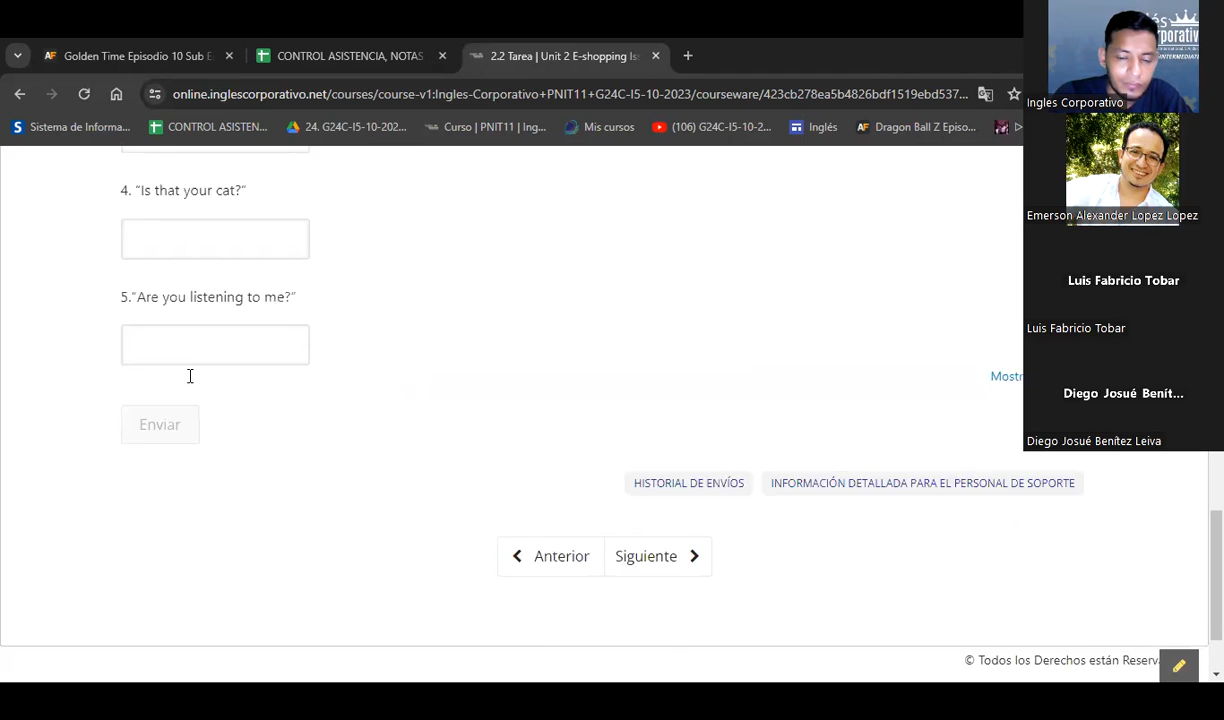 Golden Time Episodio 10 Sub E
CONTROL ASISTENCIA, NOTAS
2.2 Tarea | Unit 2 E-shopping Is
online.inglescorporativo.net/courses/course-v1:Ingles-Corporativo+PNIT11+G24C-I5-10-2023/courseware/423cb278ea5b4826bdf1519ebd537...
Sistema de Informa...
CONTROL ASISTEN...
24. G24C-I5-10-202...
Curso | PNIT11 | Ing...
Mis cursos
(106) G24C-I5-10-2...
Inglés
Dragon Ball Z Episo...
4. “Is that your cat?”
5.“Are you listening to me?”
Mostr
Enviar
HISTORIAL DE ENVÍOS
INFORMACIÓN DETALLADA PARA EL PERSONAL DE SOPORTE
Anterior
Siguiente
© Todos los Derechos están Reserva
Ingles Corporativo
Emerson Alexander Lopez Lopez
Luis Fabricio Tobar
Luis Fabricio Tobar
Diego Josué Benít...
Diego Josué Benítez Leiva